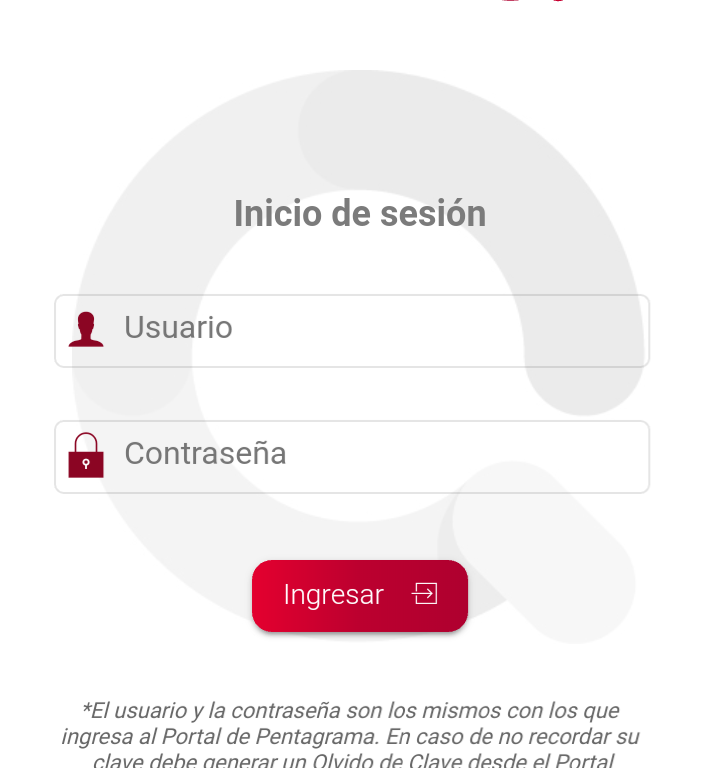 Inicio de sesión
Usuario
Contraseña
Ingresar
*El usuario y la contraseña son los mismos con los que
ingresa al Portal de Pentagrama. En caso de no recordar su
clave debe generar un Olvido de Clave desde el Portal